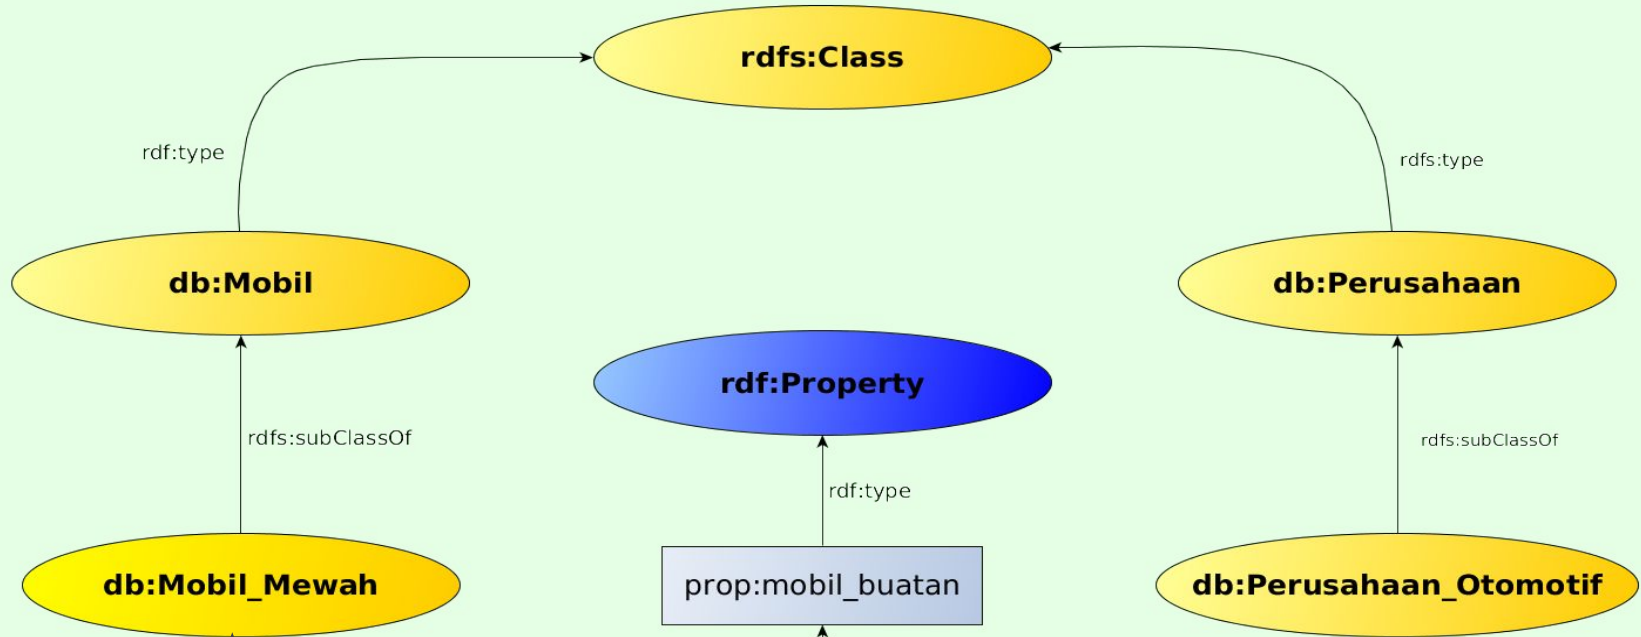 rdfs:Class
rdf:type
rdfs:type
db:Mobil
db:Perusahaan
rdf:Property
rdfs:subClassOf
rdfs:subClassOf
rdf:type
db:Mobil_Mewah
prop:mobil_buatan
db:Perusahaan_Otomotif